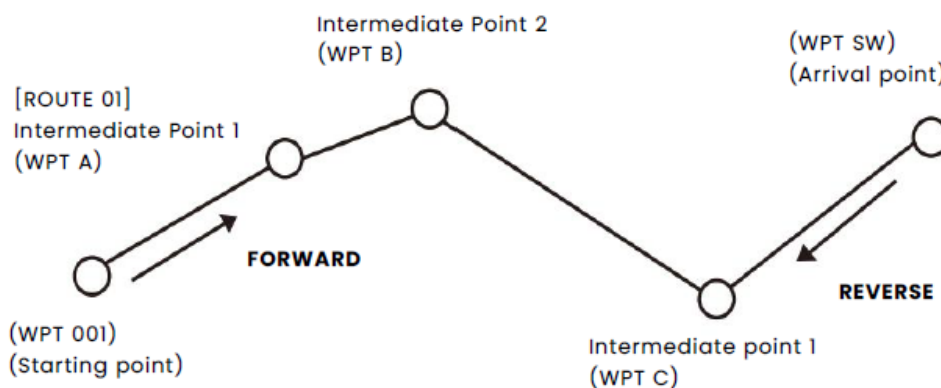 Intermediate Point 2
(WPT B)
(WPT SW)
(Arrival point)
[ROUTE 01]
Intermediate Point 1
(WPT A)
FORWARD
REVERSE
(WPT 001)
(Starting point)
Intermediate point 1
(WPT C)